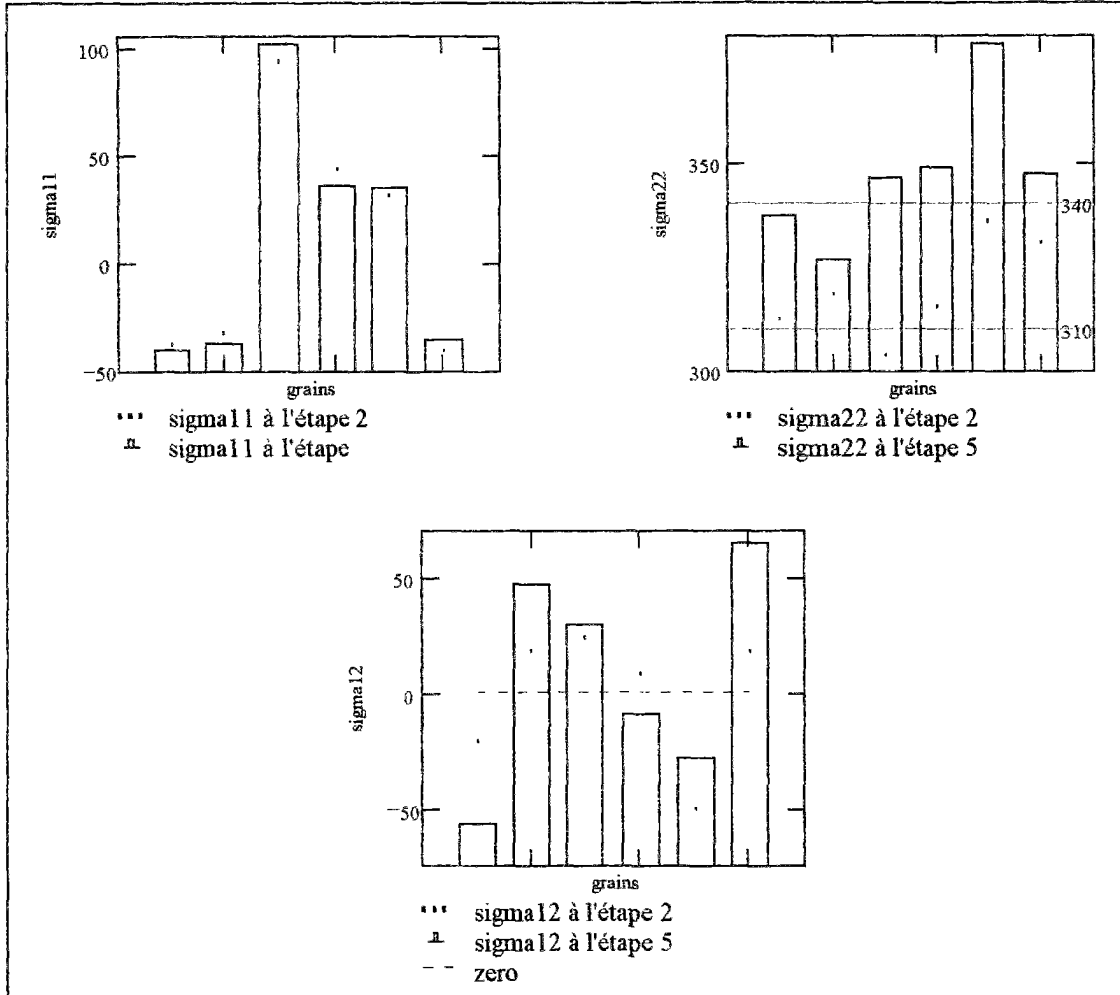 100
50
0
−50
sigma11
grains
sigma11 à l'étape 2
sigma11 à l'étape
350
300
340
310
sigma22
grains
sigma22 à l'étape 2
sigma22 à l'étape 5
50
0
−50
sigma12
grains
sigma12 à l'étape 2
sigma12 à l'étape 5
zero